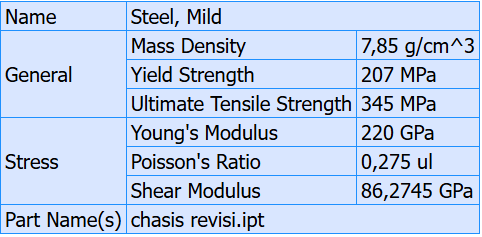 Name Steel, Mild
General Mass Density 7,85 g/cm^3
Yield Strength 207 MPa
Ultimate Tensile Strength 345 MPa
Stress Young's Modulus 220 GPa
Poisson's Ratio 0,275 ul
Shear Modulus 86,2745 GPa
Part Name(s) chasis revisi.ipt